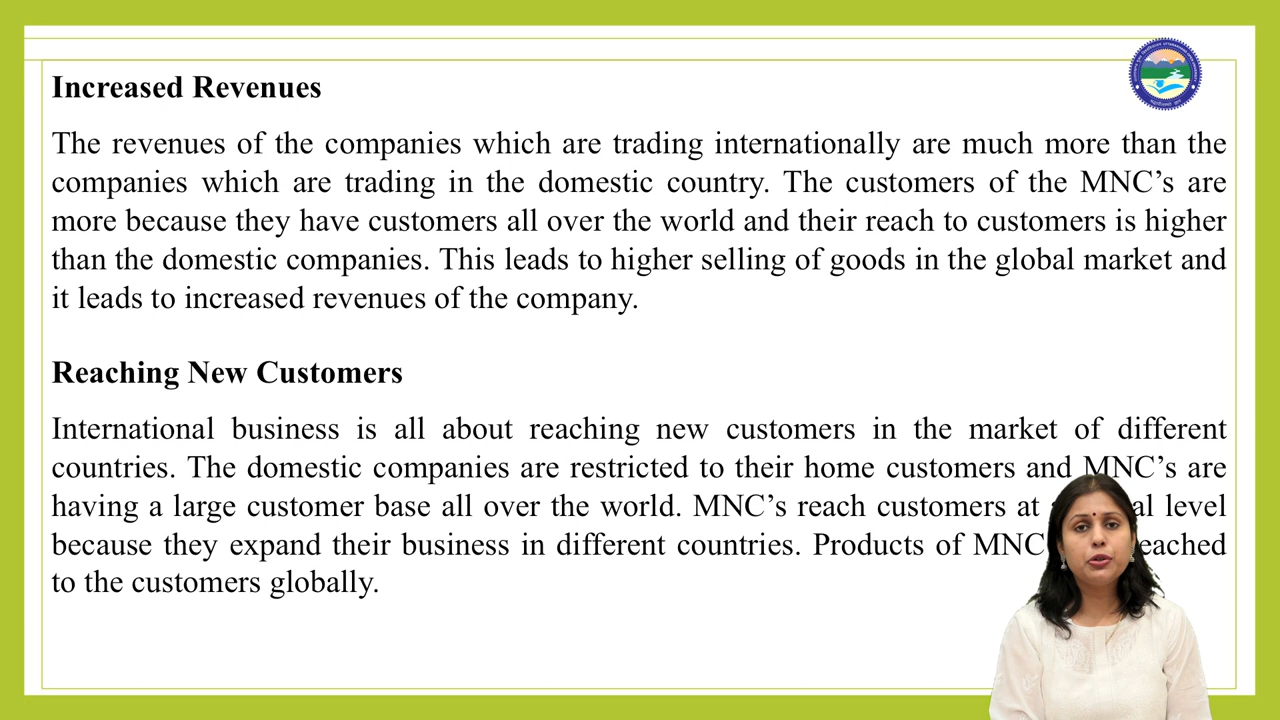 Increased Revenues
The revenues of the companies which are trading internationally are much more than the
companies which are trading in the domestic country. The customers of the MNC’s are
more because they have customers all over the world and their reach to customers is higher
than the domestic companies. This leads to higher selling of goods in the global market and
it leads to increased revenues of the company.
Reaching New Customers
International business is all about reaching new customers in the market of different
countries. The domestic companies are restricted to their home customers and MNC’s are
having a large customer base all over the world. MNC’s reach customers at level
because they expand their business in different countries. Products of
to the customers globally.